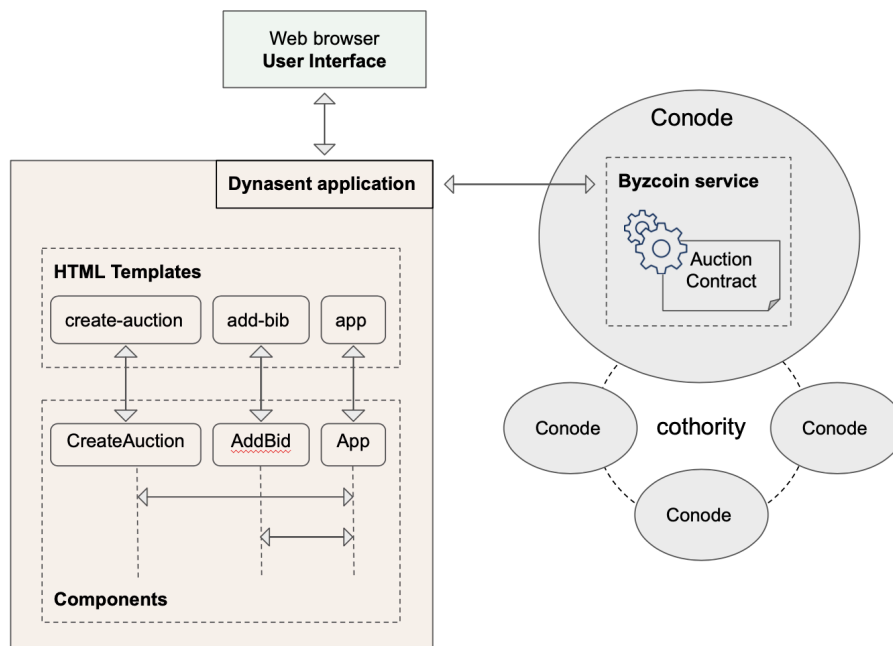 Web browser
User Interface
Dynasent application
HTML Templates
create-auction
add-bib
app
CreateAuction
AddBid
App
Components
Conode
Byzcoin service
Auction
Contract
Conode
cothority
Conode
Conode